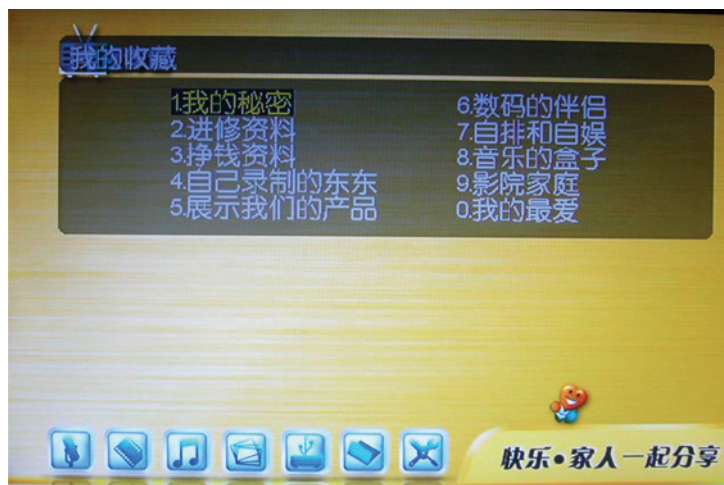 我的收藏
1.我的秘密
2.进修资料
3.挣钱资料
4.自己录制的东东
5.展示我们的产品
6.数码的伴侣
7.自排和自娱
8.音乐的盒子
9.影院家庭
0.我的最爱
快乐•家人一起分享